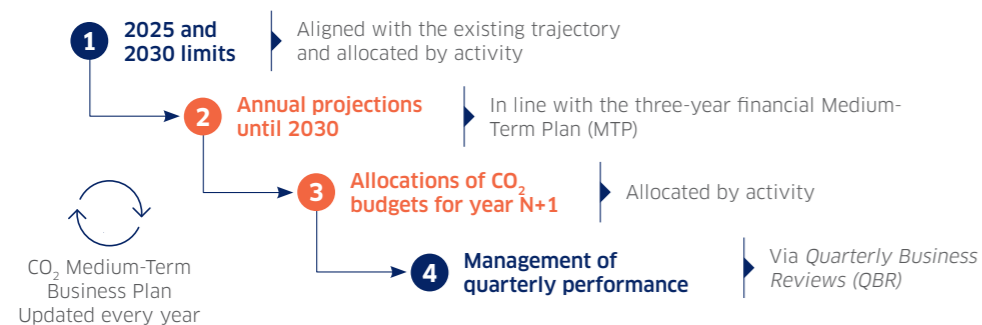 1
2025 and
2030 limits
Aligned with the existing trajectory
and allocated by activity
2
Annual projections
until 2030
In line with the three-year financial Medium-
Term Plan (MTP)
3
Allocations of CO₂
budgets for year N+1
Allocated by activity
4
Management of
quarterly performance
Via Quarterly Business
Reviews (QBR)
CO₂ Medium-Term
Business Plan
Updated every year